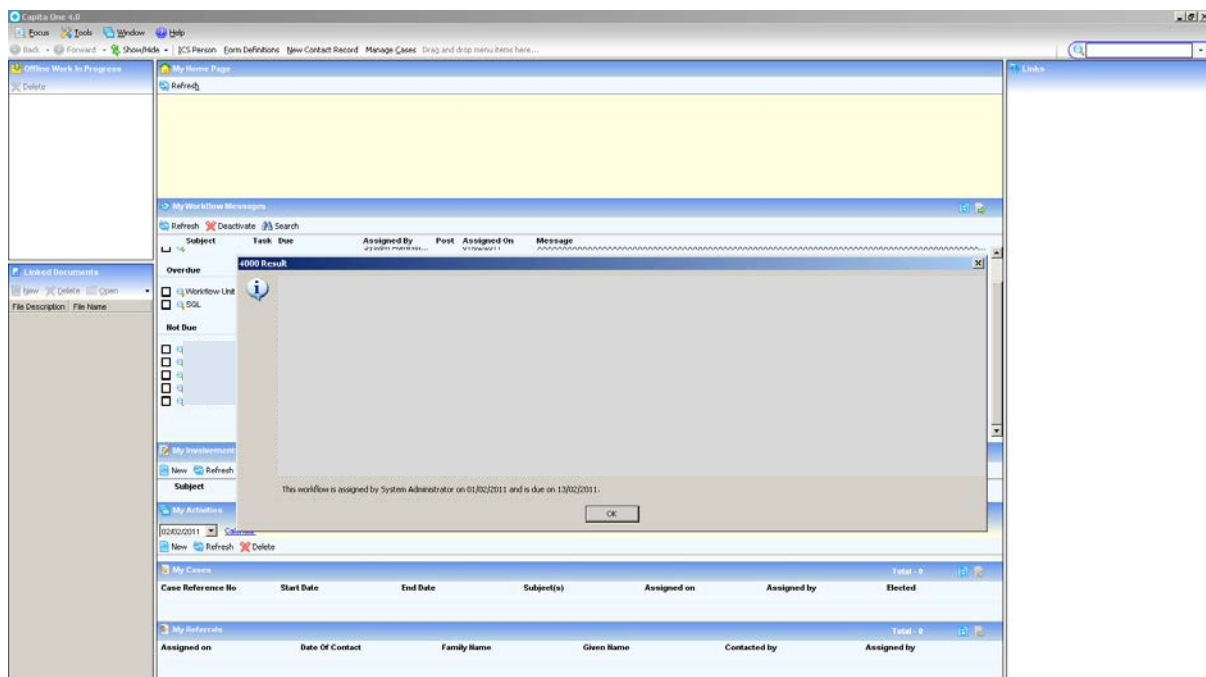 Capita One 4.0
Focus Tools Window Help
Back Forward Show/Hide ICS Person Form Definitions New Contact Record Manage Cases Drag and drop menu items here...
Offline Work In Progress
Delete
My Home Page
Refresh
Links
My Workflow Messages
Refresh Deactivate Search
Subject Task Due Assigned By Post Assigned On Message
Overdue
Workflow Unit
SQL
Not Due
Linked Documents
New Delete Open
File Description File Name
4000 Result
This workflow is assigned by System Administrator on 01/02/2011 and is due on 13/02/2011.
OK
My Involvement
New Refresh
Subject
My Activities
02/02/2011 Calendar
New Refresh Delete
My Cases Total - 0
Case Reference No Start Date End Date Subject(s) Assigned on Assigned by Elected
My Referrals Total - 0
Assigned on Date Of Contact Family Name Given Name Contacted by Assigned by